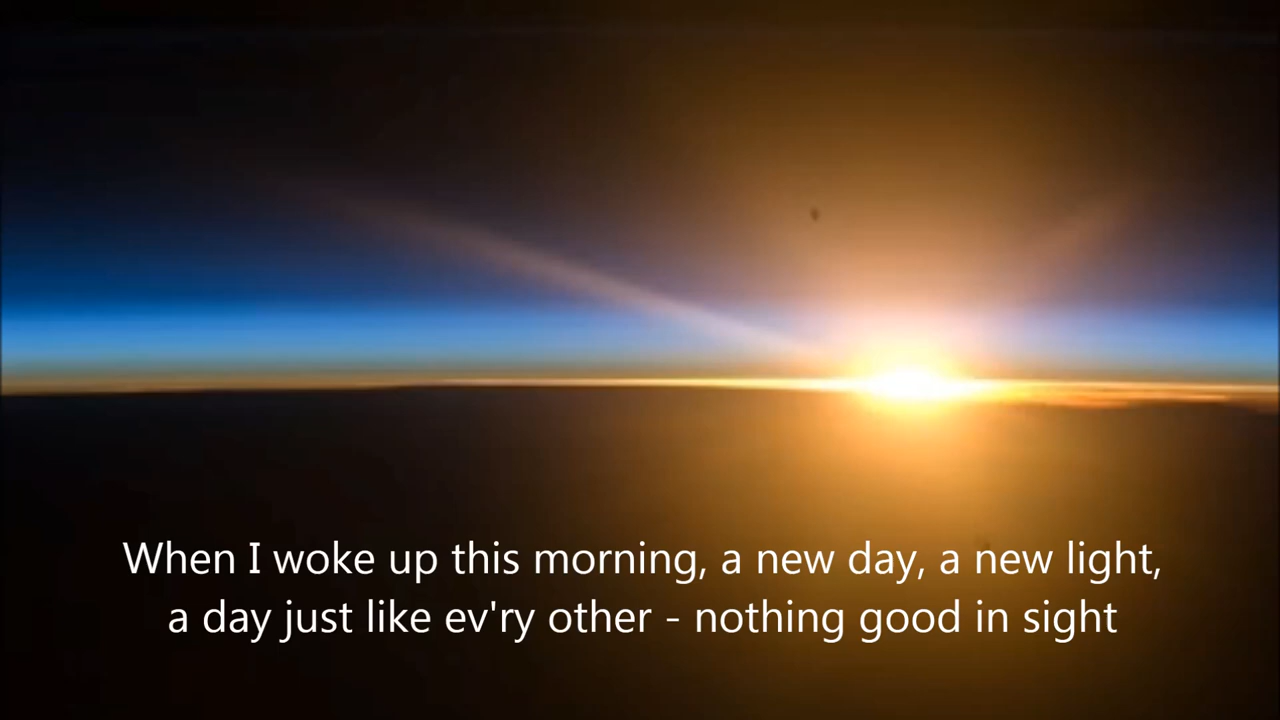 When I woke up this morning, a new day, a new light,
a day just like ev'ry other - nothing good in sight